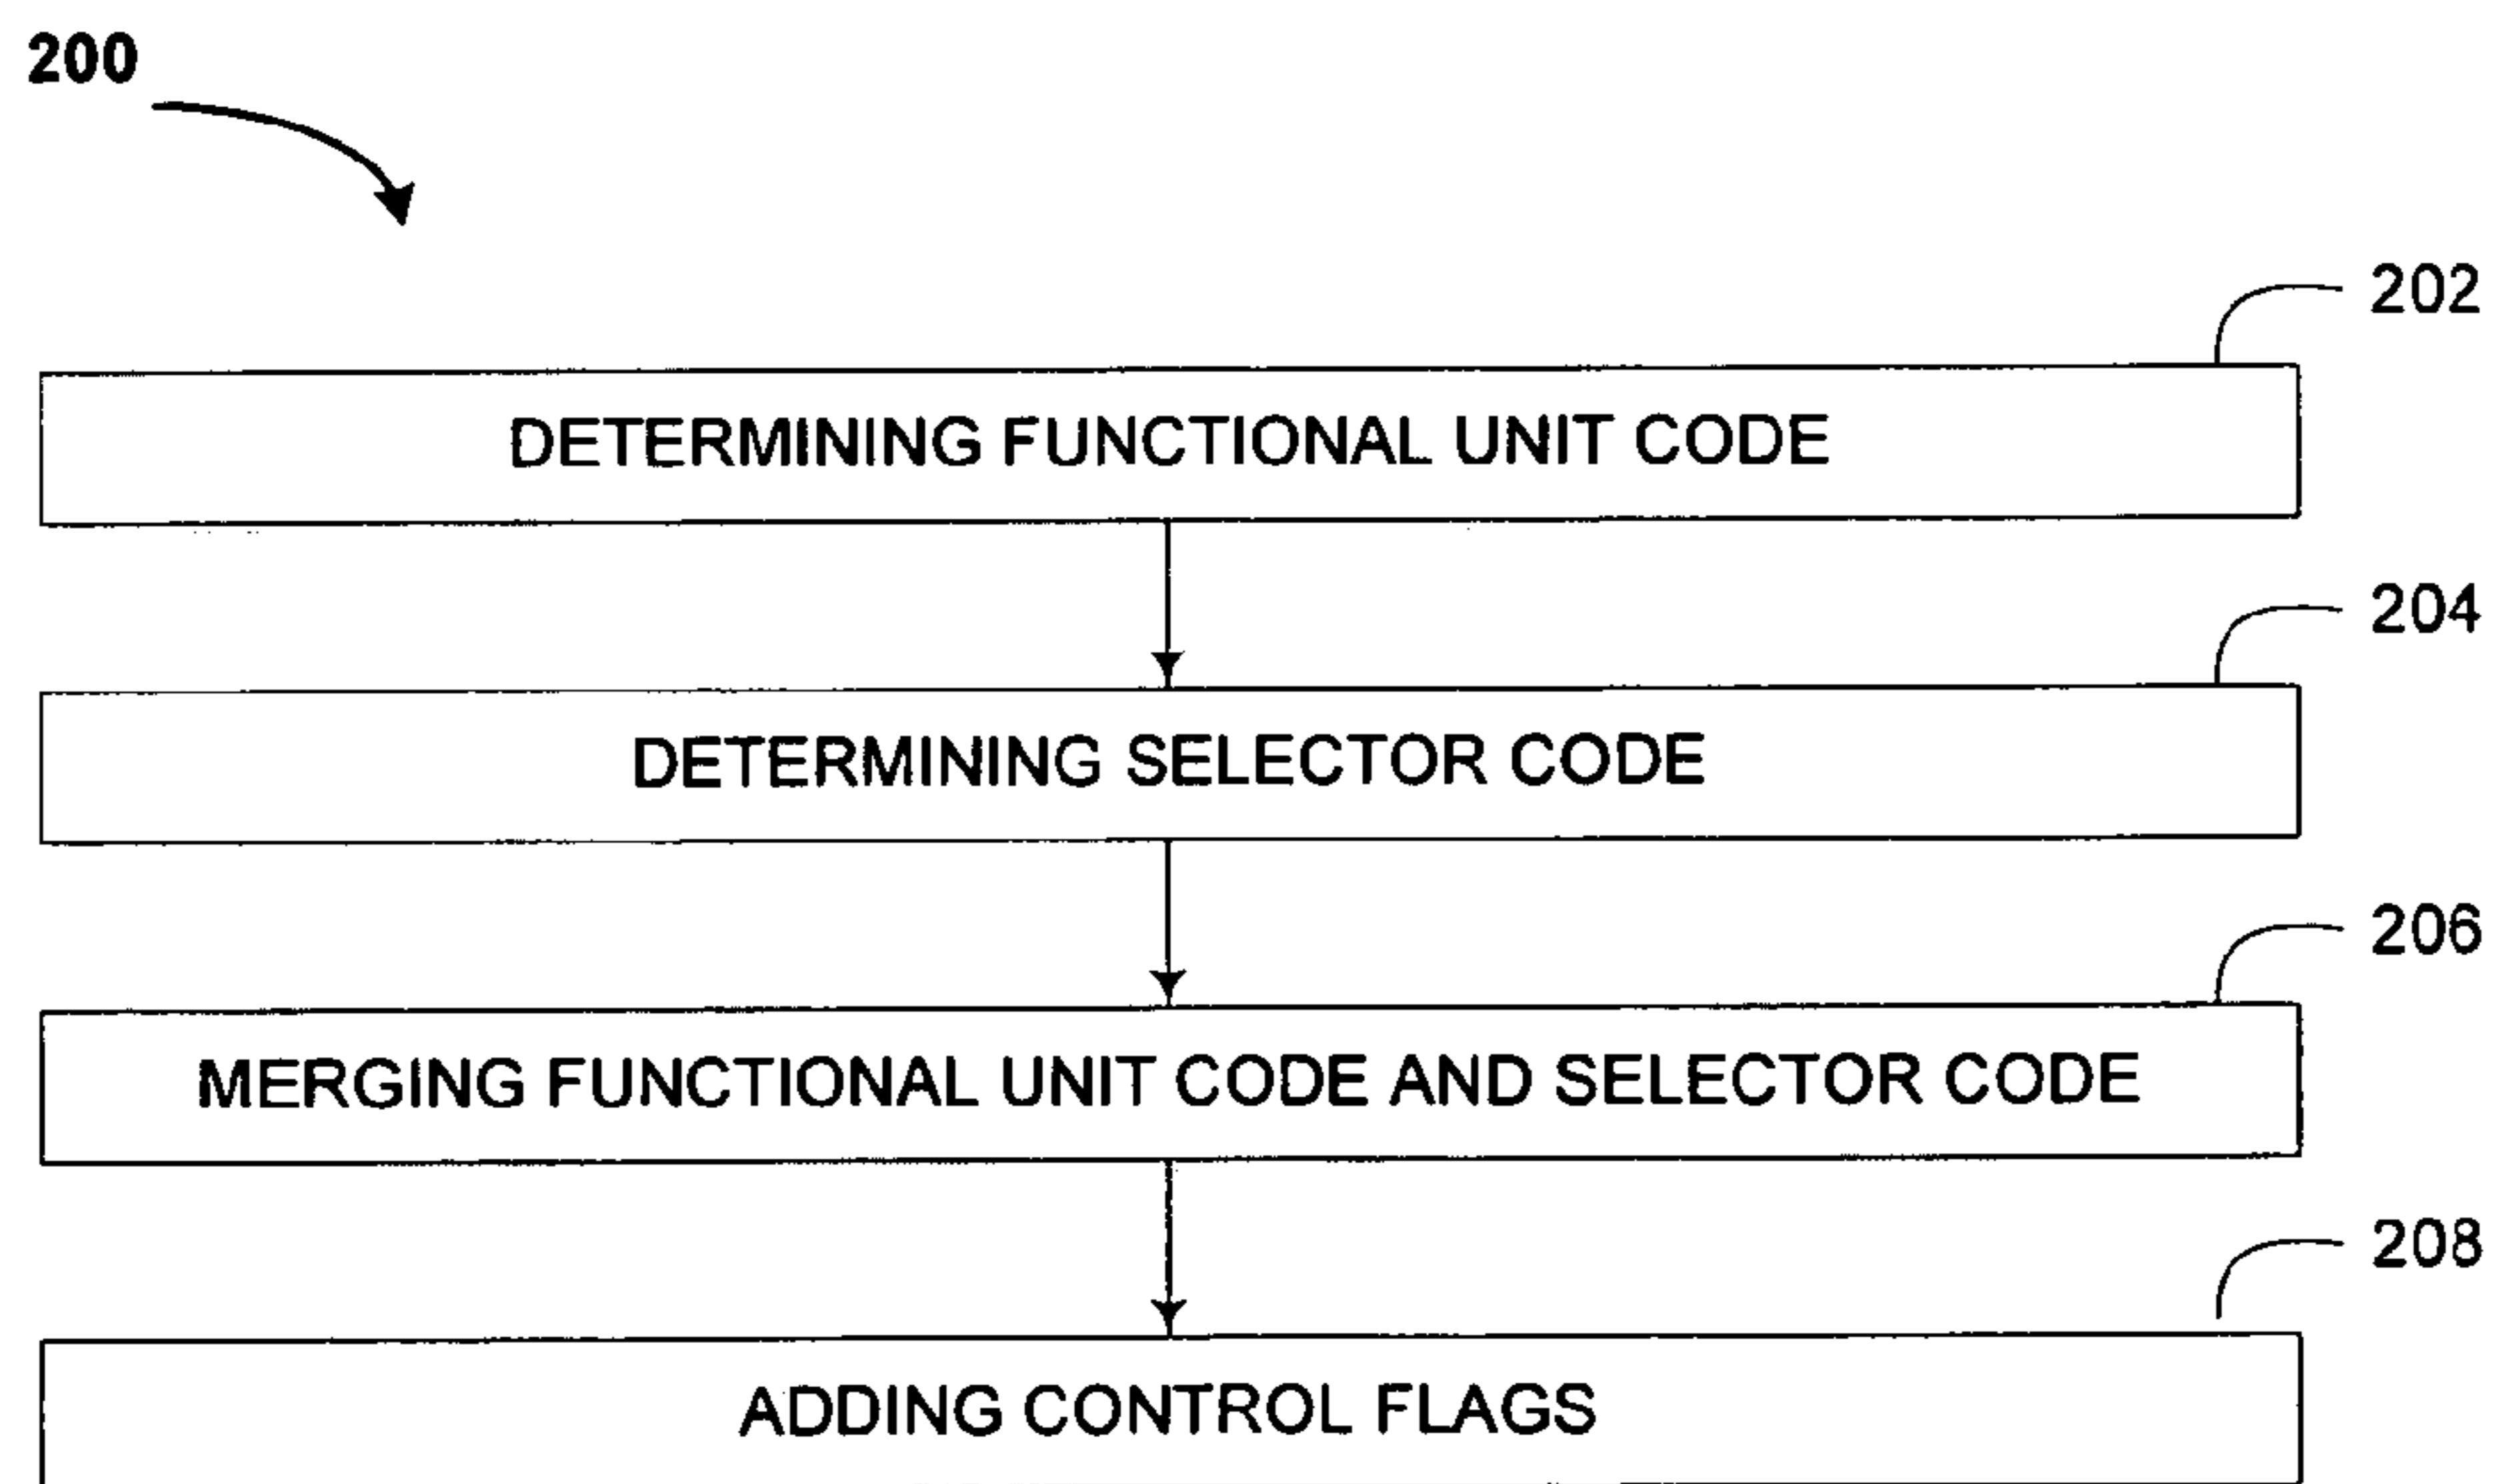 200
202
DETERMINING FUNCTIONAL UNIT CODE
204
DETERMINING SELECTOR CODE
206
MERGING FUNCTIONAL UNIT CODE AND SELECTOR CODE
208
ADDING CONTROL FLAGS